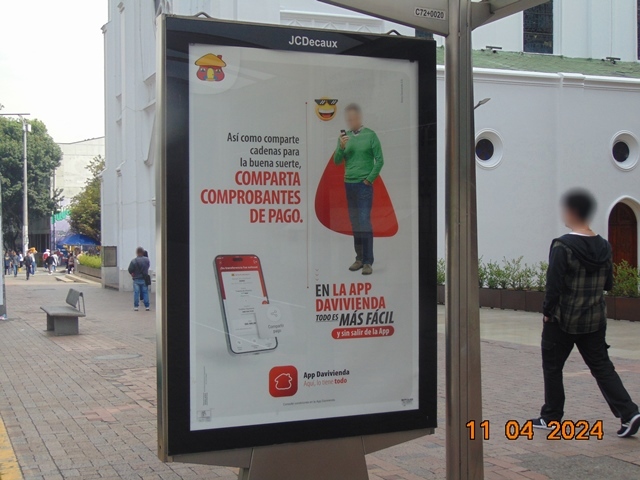 C72+0020
JCDecaux
Así como comparte
cadenas para
la buena suerte,
COMPARTA
COMPROBANTES
DE PAGO.
EN LA APP
DAVIVIENDA
TODO ES MÁS FÁCIL
y sin salir de la App
App Davivienda
Aquí, lo tiene todo
11 04 2024